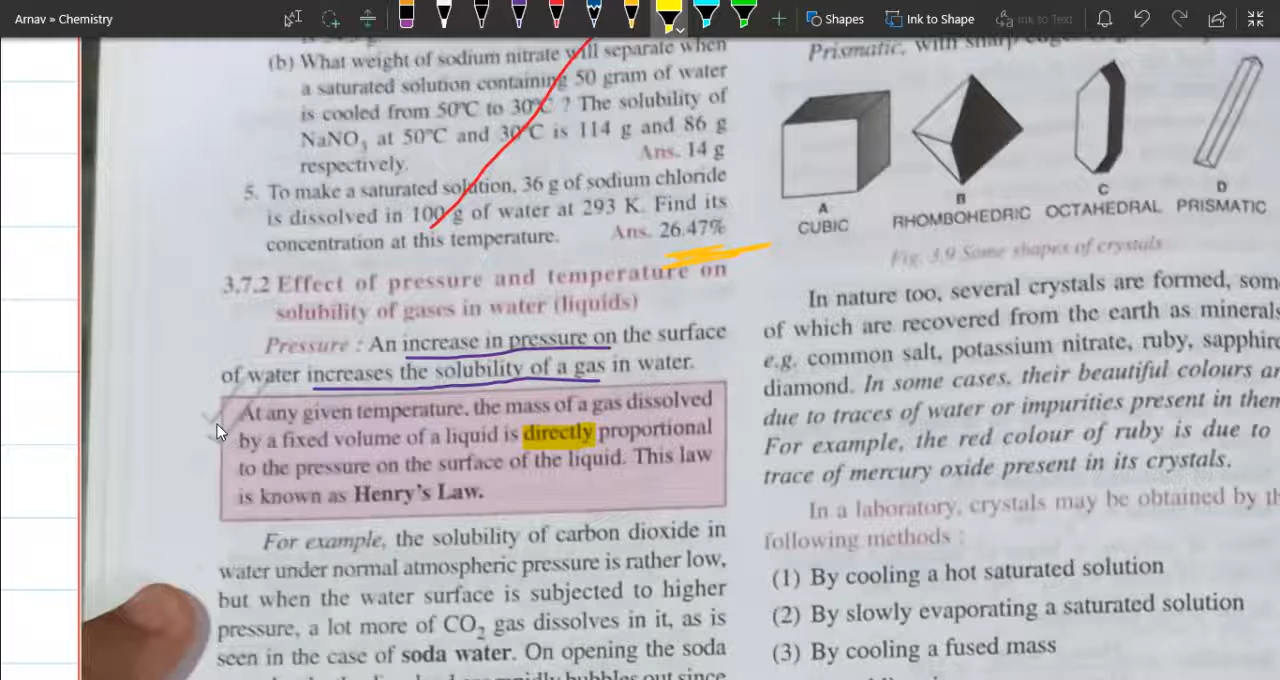 Arnav » Chemistry
Shapes
Ink to Shape
Ink to Text
(b) What weight of sodium nitrate will separate when
a saturated solution containing 50 gram of water
is cooled from 50°C to 30°C ? The solubility of
NaNO3 at 50°C and 30°C is 114 g and 86 g
respectively. Ans. 14 g
5. To make a saturated solution, 36 g of sodium chloride
is dissolved in 100 g of water at 293 K. Find its
concentration at this temperature. Ans. 26.47%
3.7.2 Effect of pressure and temperature on
solubility of gases in water (liquids)
Pressure : An increase in pressure on the surface
of water increases the solubility of a gas in water.
At any given temperature, the mass of a gas dissolved
by a fixed volume of a liquid is directly proportional
to the pressure on the surface of the liquid. This law
is known as Henry's Law.
For example, the solubility of carbon dioxide in
water under normal atmospheric pressure is rather low,
but when the water surface is subjected to higher
pressure, a lot more of CO2 gas dissolves in it, as is
seen in the case of soda water. On opening the soda
bubbles out since
Prismatic, with sharp
A
CUBIC
B
RHOMBOHEDRIC
C
OCTAHEDRAL
D
PRISMATIC
Fig. 3.9 Some shapes of crystals
In nature too, several crystals are formed, som
of which are recovered from the earth as minerals
e.g. common salt, potassium nitrate, ruby, sapphire
diamond. In some cases, their beautiful colours ar
due to traces of water or impurities present in them
For example, the red colour of ruby is due to
trace of mercury oxide present in its crystals.
In a laboratory, crystals may be obtained by th
following methods :
(1) By cooling a hot saturated solution
(2) By slowly evaporating a saturated solution
(3) By cooling a fused mass